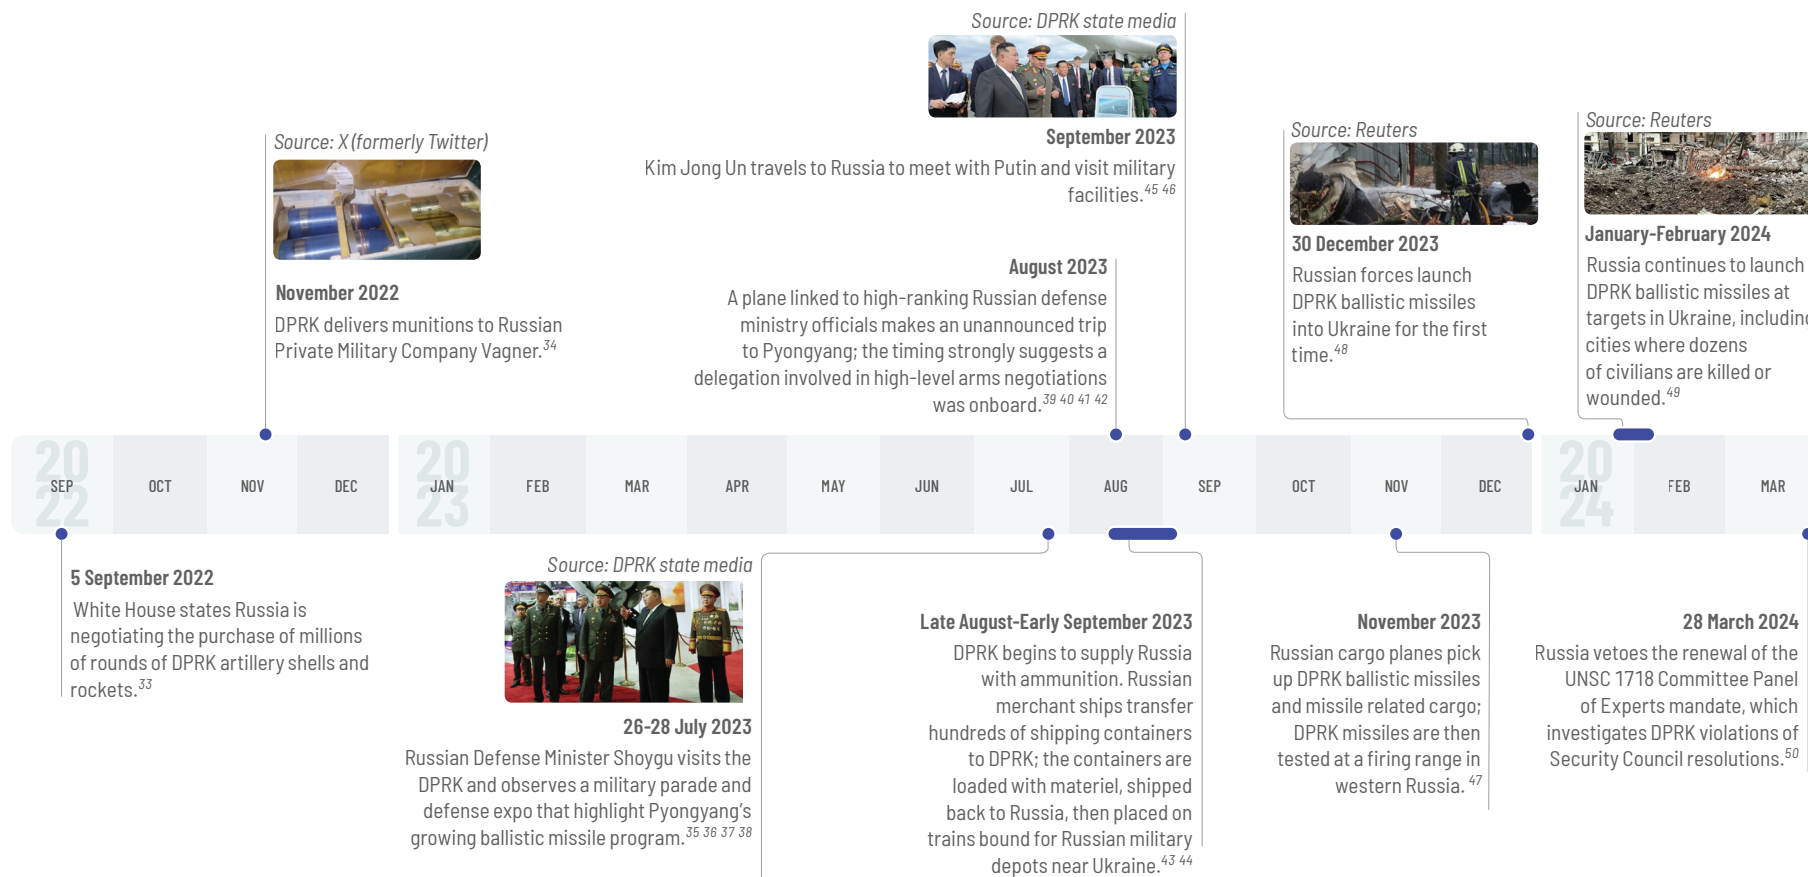 Source: DPRK state media
September 2023
Kim Jong Un travels to Russia to meet with Putin and visit military
facilities.45 46
Source: X (formerly Twitter)
November 2022
DPRK delivers munitions to Russian
Private Military Company Vagner.34
August 2023
A plane linked to high-ranking Russian defense
ministry officials makes an unannounced trip
to Pyongyang; the timing strongly suggests a
delegation involved in high-level arms negotiations
was onboard.39 40 41 42
Source: Reuters
30 December 2023
Russian forces launch
DPRK ballistic missiles
into Ukraine for the first
time.48
Source: Reuters
January-February 2024
Russia continues to launch
DPRK ballistic missiles at
targets in Ukraine, including
cities where dozens
of civilians are killed or
wounded.49
2022
SEP
OCT
NOV
DEC
2023
JAN
FEB
MAR
APR
MAY
JUN
JUL
AUG
SEP
OCT
NOV
DEC
2024
JAN
FEB
MAR
5 September 2022
White House states Russia is
negotiating the purchase of millions
of rounds of DPRK artillery shells and
rockets.33
Source: DPRK state media
26-28 July 2023
Russian Defense Minister Shoygu visits the
DPRK and observes a military parade and
defense expo that highlight Pyongyang's
growing ballistic missile program.35 36 37 38
Late August-Early September 2023
DPRK begins to supply Russia
with ammunition. Russian
merchant ships transfer
hundreds of shipping containers
to DPRK; the containers are
loaded with materiel, shipped
back to Russia, then placed on
trains bound for Russian military
depots near Ukraine.43 44
November 2023
Russian cargo planes pick
up DPRK ballistic missiles
and missile related cargo;
DPRK missiles are then
tested at a firing range in
western Russia. 47
28 March 2024
Russia vetoes the renewal of the
UNSC 1718 Committee Panel
of Experts mandate, which
investigates DPRK violations of
Security Council resolutions.50